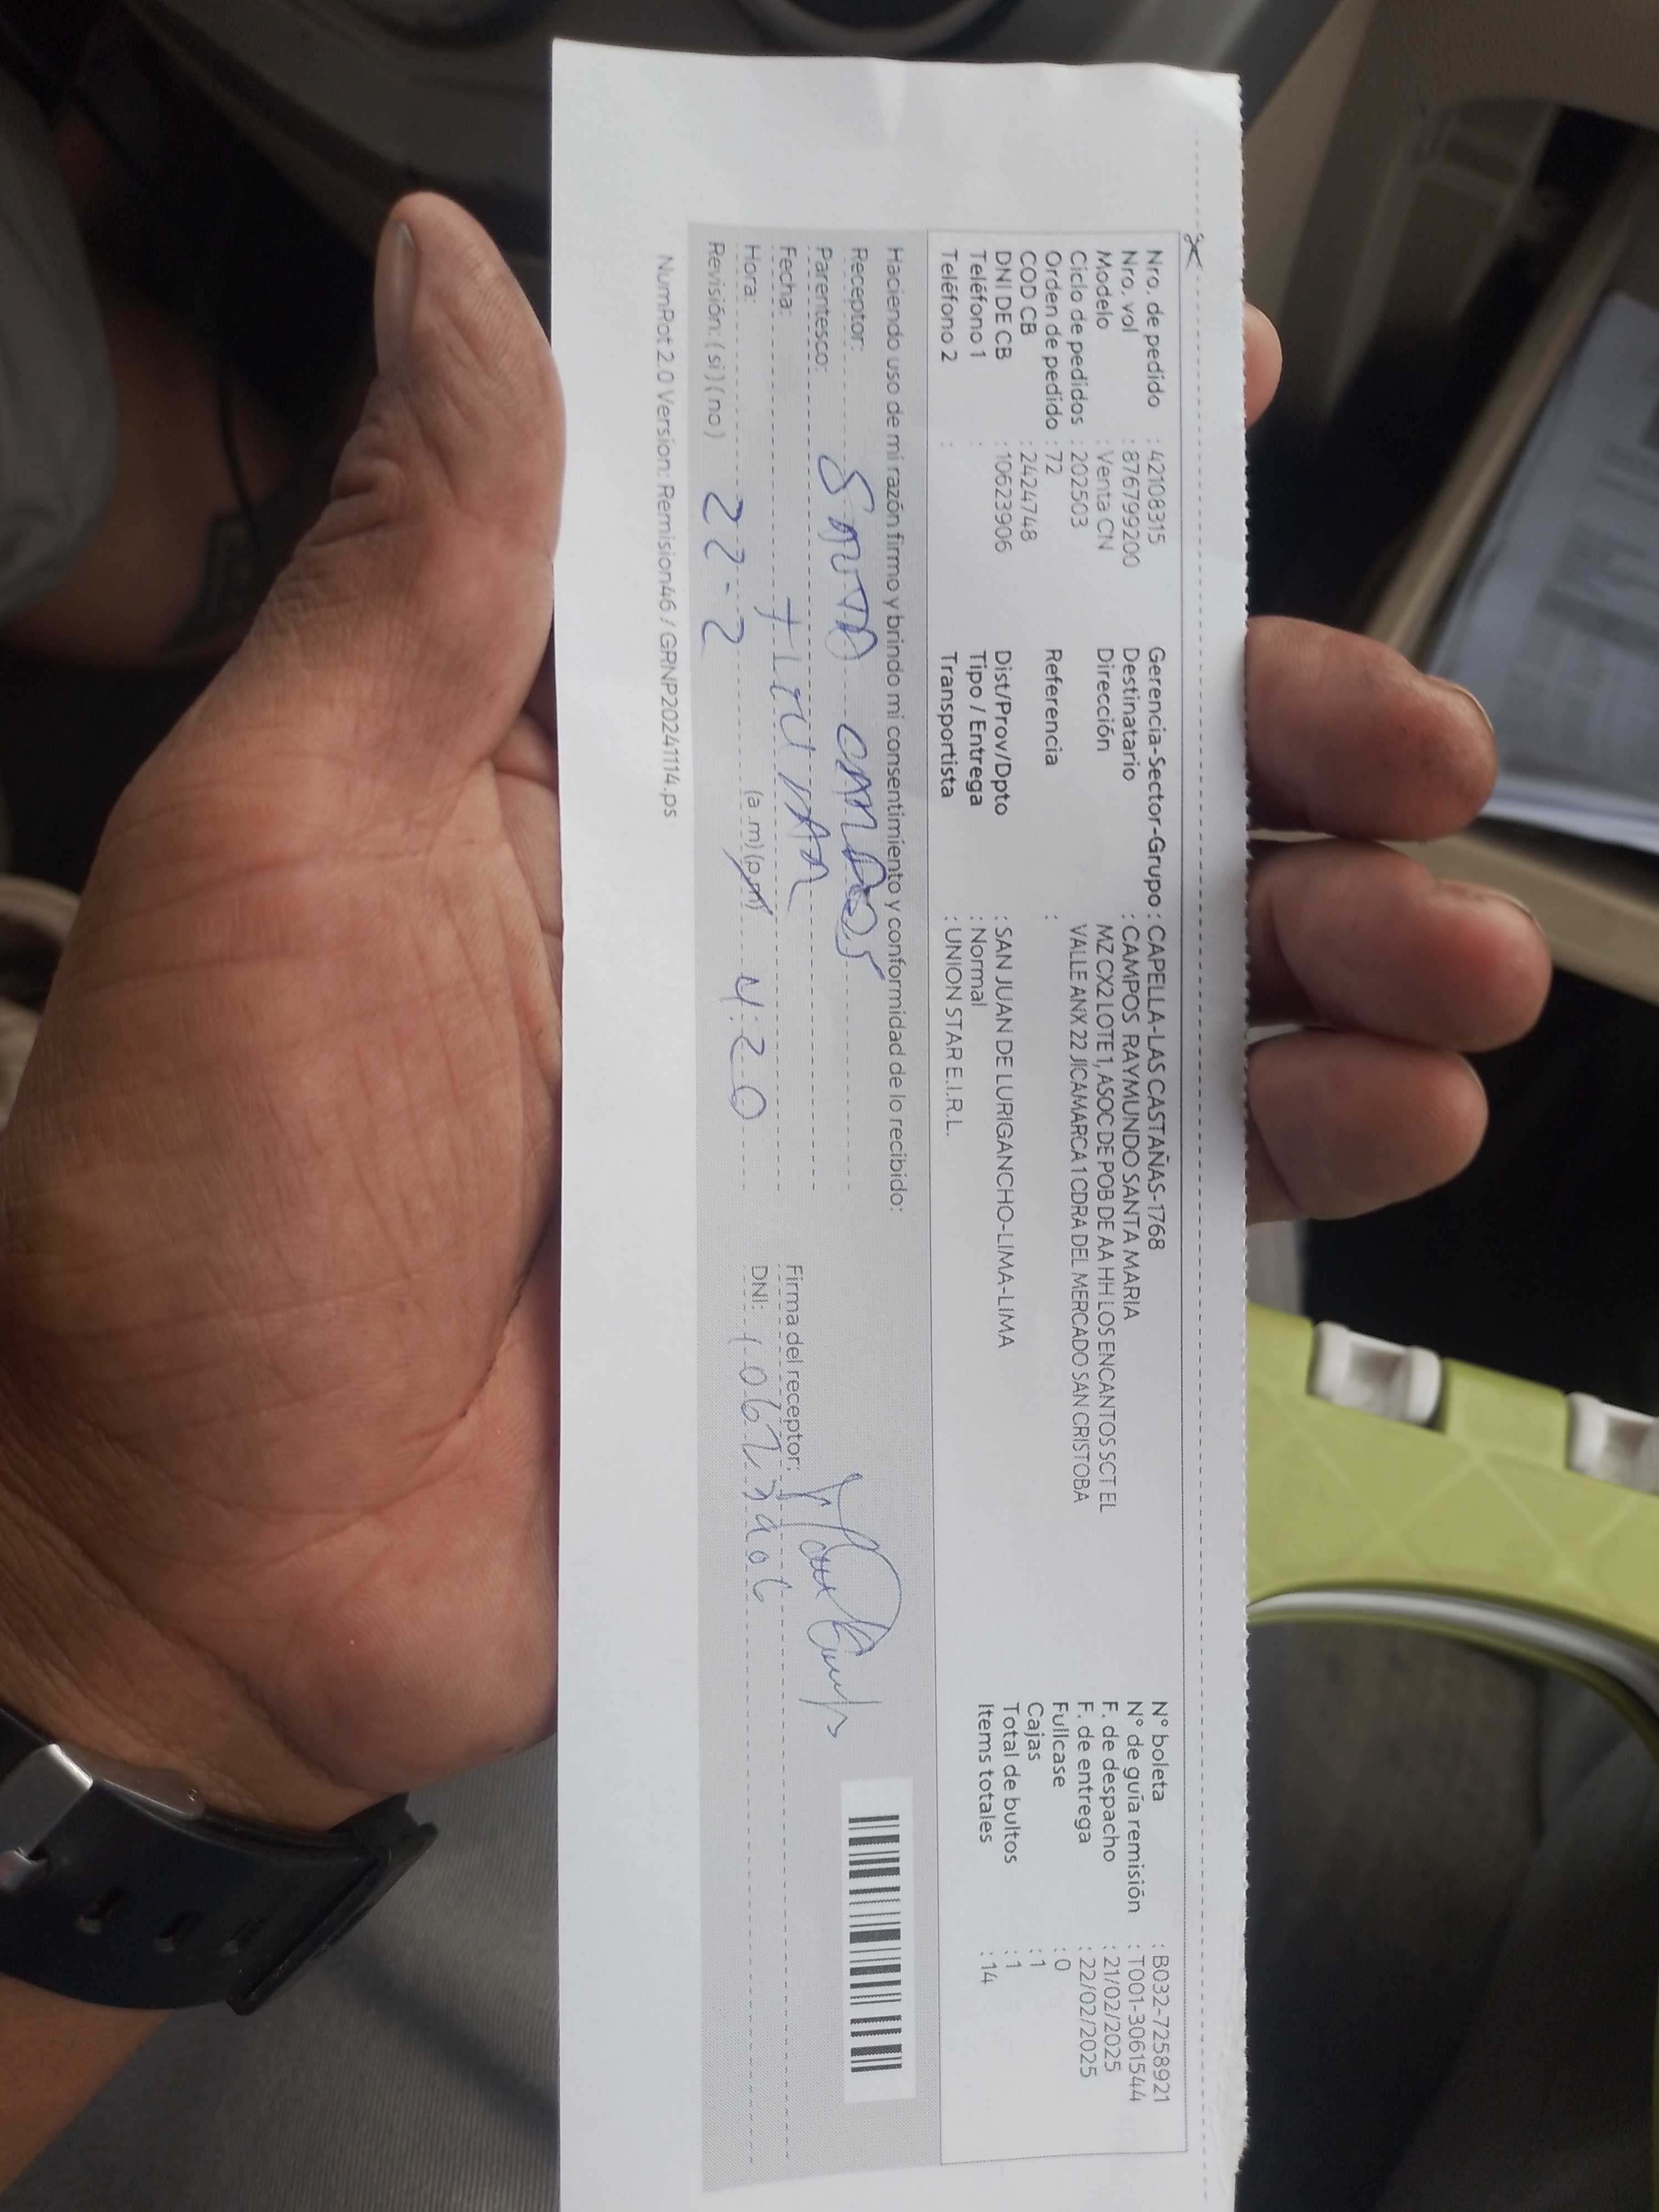 Nro. de pedido : 42108315
Nro. vol : 8767799200
Modelo : Venta CN
Ciclo de pedidos : 202503
Orden de pedido : 72
COD CB : 2424748
DNI DE CB : 10623906
Teléfono 1 :
Teléfono 2 :
Gerencia-Sector-Grupo : CAPELLA-LAS CASTAÑAS-1768
Destinatario : CAMPOS RAYMUNDO SANTA MARIA
Dirección MZ CX2 LOTE 1, ASOC DE POB DE AA HH LOS ENCANTOS SCT EL
VALLE ANX 22 JICAMARCA 1 CDRA DEL MERCADO SAN CRISTOBA
Referencia :
Dist/Prov/Dpto : SAN JUAN DE LURIGANCHO-LIMA-LIMA
Tipo / Entrega : Normal
Transportista : UNION STAR E.I.R.L.
N° boleta : B032-7258921
N° de guía remisión : T001-3061544
F. de despacho : 21/02/2025
F. de entrega : 22/02/2025
Fullcase : 0
Cajas : 1
Total de bultos : 1
Items totales : 14
Haciendo uso de mi razón firmo y brindo mi consentimiento y conformidad de lo recibido:
Receptor: SANTA
Parentesco:
Fecha:
Hora: (a.m) (pm) 4:20
Revisión: (si) (no) 22-2
Firma del receptor:
DNI: 10623906
NumRot 2.0 Version: Remision46 / GRNP20241114.ps